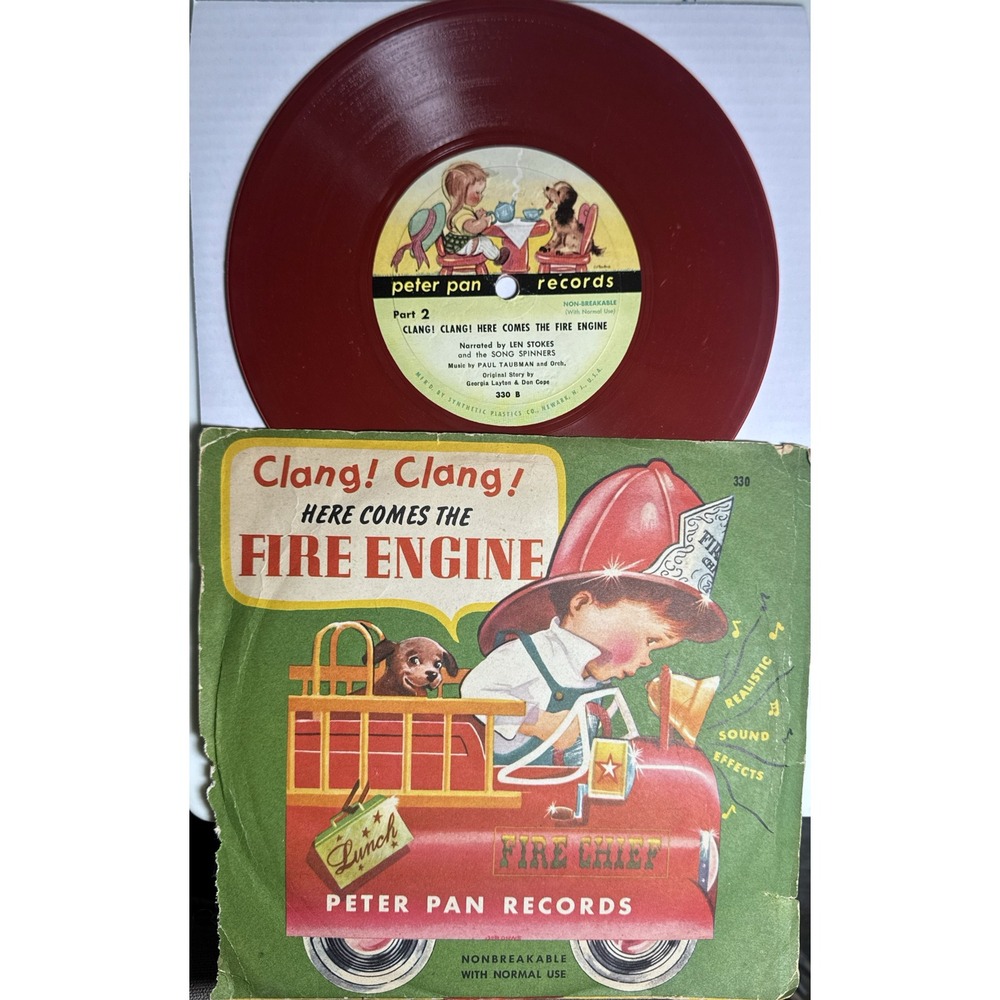 peter pan records
NON-BREAKABLE
(With Normal Use)
Part 2
CLANG! CLANG! HERE COMES THE FIRE ENGINE
Narrated by LEN STOKES
and the SONG SPINNERS
Music by PAUL TAUBMAN and Orch.
Original Story by
Georgia Layton & Don Cope
330 B
MFR'D. BY SYNTHETIC PLASTICS CO., NEWARK, N. J., U.S.A.
Clang! Clang!
HERE COMES THE
FIRE ENGINE
330
FIRE
REALISTIC
SOUND
EFFECTS
Lunch
FIRE CHIEF
PETER PAN RECORDS
NONBREAKABLE
WITH NORMAL USE